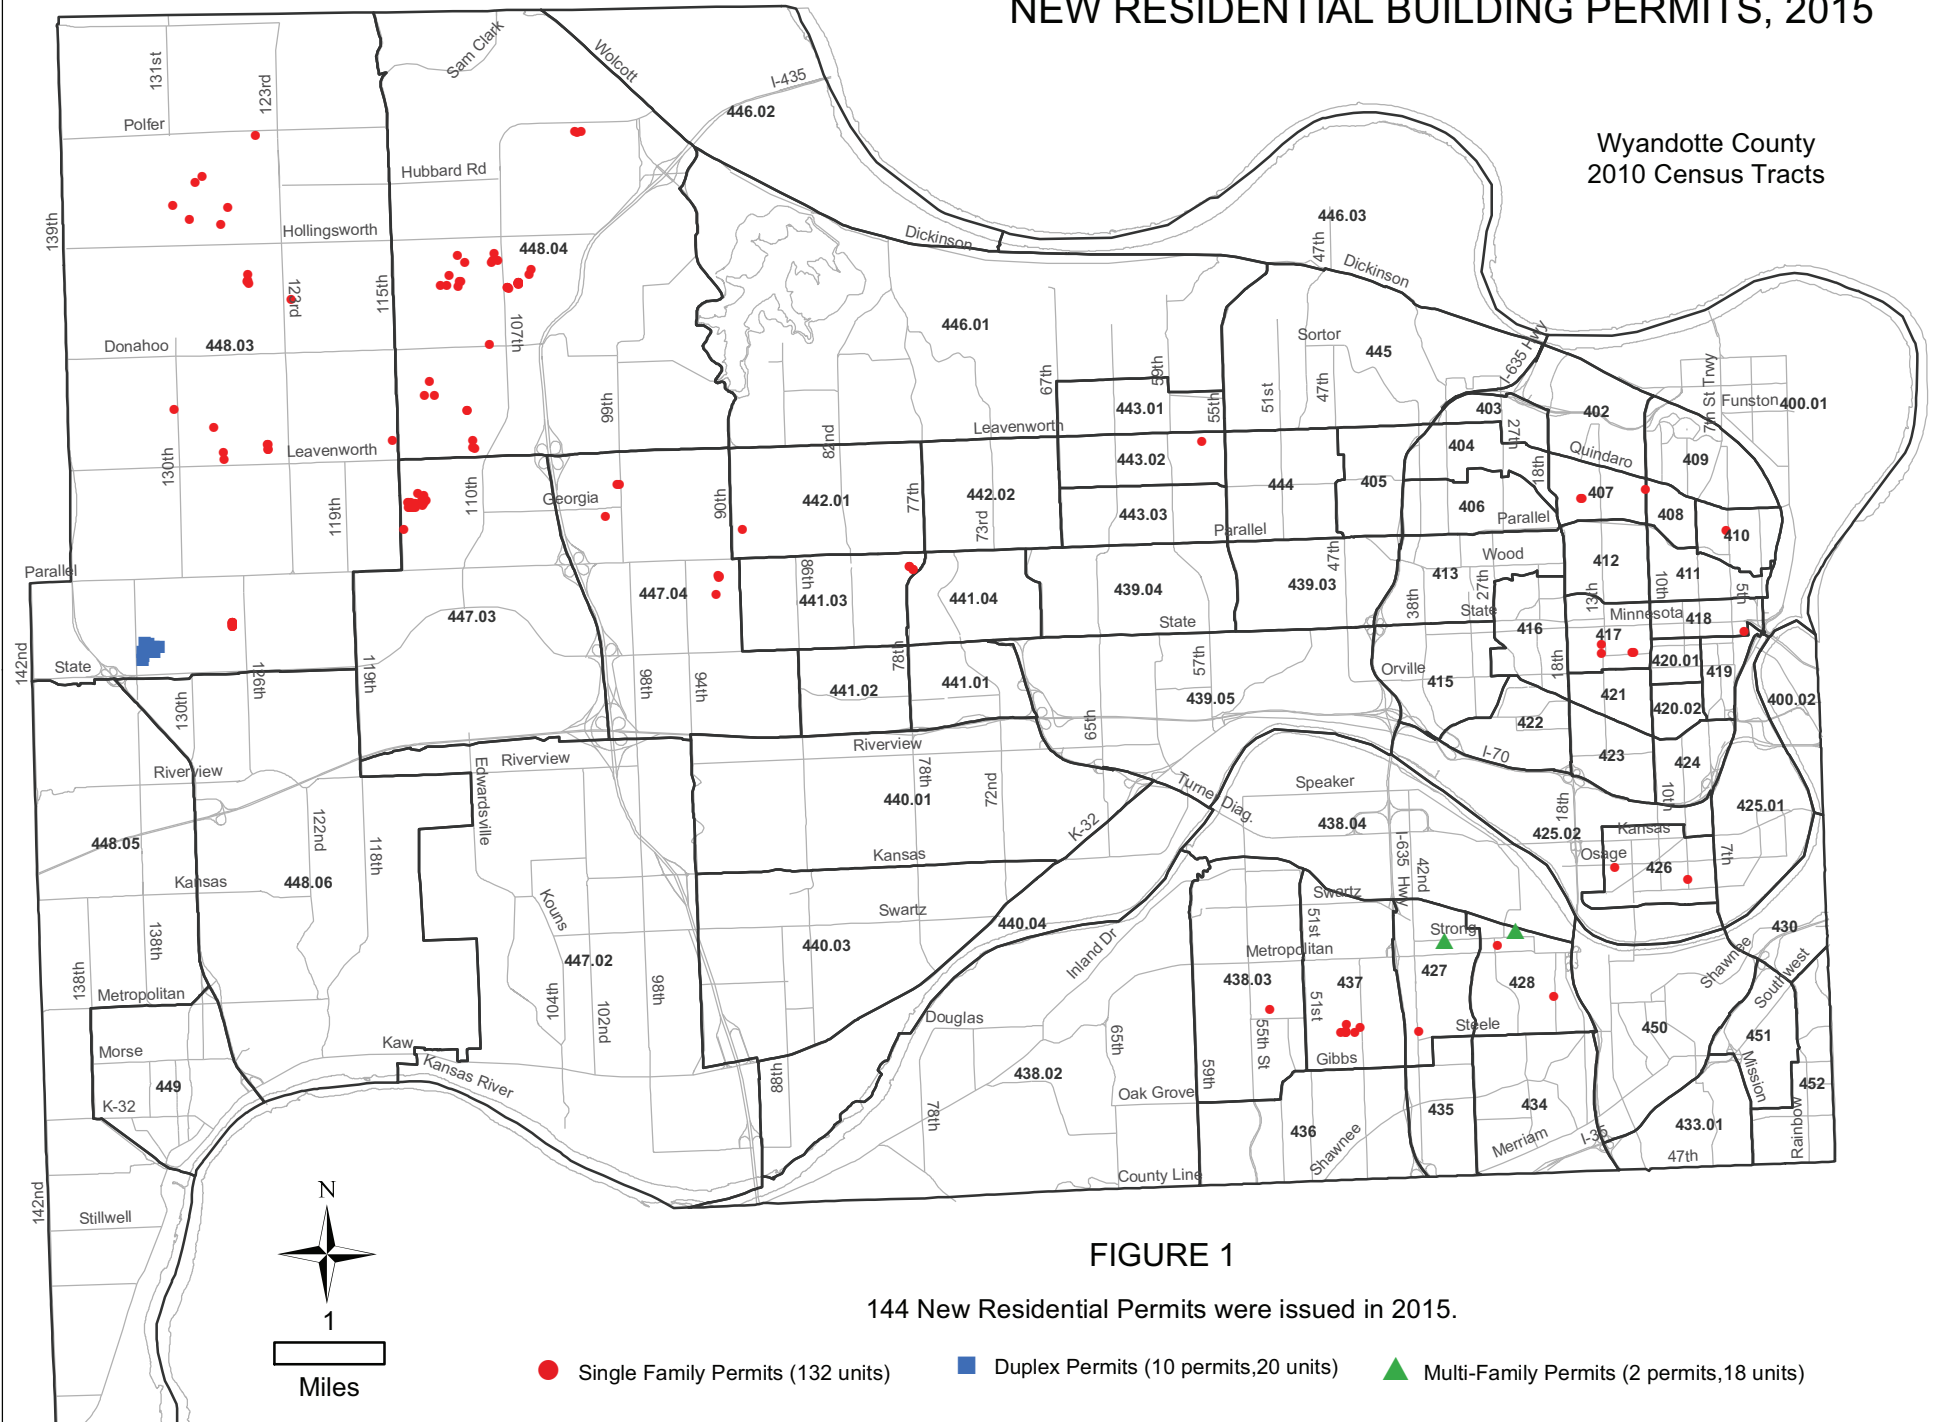 NEW RESIDENTIAL BUILDING PERMITS, 2015
Wyandotte County
2010 Census Tracts
131st
123rd
Sam Clark
Wolcott
I-435
446.02
Polfer
Hubbard Rd
139th
Hollingsworth
448.04
Dickinson
446.03
47th
Dickinson
115th
123rd
107th
446.01
Donahoo
448.03
Sortor
445
I-635 Hwy
67th
59th
51st
47th
7th St Trwy
Funston
400.01
99th
443.01
55th
403
402
27th
82nd
Leavenworth
Leavenworth
404
Quindaro
409
130th
443.02
18th
119th
110th
Georgia
90th
442.01
77th
442.02
73rd
444
405
406
407
408
443.03
Parallel
Parallel
410
Parallel
47th
Wood
412
86th
447.04
441.03
441.04
439.04
439.03
413
27th
411
10th
5th
13th
38th
447.03
State
State
Minnesota
418
416
417
142nd
State
126th
119th
98th
94th
78th
57th
Orville
18th
420.01
419
441.02
441.01
415
439.05
421
420.02
400.02
130th
65th
422
Riverview
Riverview
Riverview
I-70
423
424
Edwardsville
78th
72nd
Turner Diag.
Speaker
440.01
10th
18th
425.01
122nd
118th
K-32
438.04
425.02
Kansas
448.05
I-635 Hwy
42nd
Osage
426
7th
Kansas
Kansas
448.06
Swartz
Kouns
Swartz
440.04
51st
Strong
430
138th
440.03
Inland Dr
Metropolitan
Shawnee
Southwest
138th
447.02
98th
438.03
437
427
428
Metropolitan
104th
102nd
51st
Douglas
65th
55th St
Steele
450
451
Morse
Kaw
Gibbs
Kansas River
88th
438.02
59th
Mission
449
Oak Grove
452
K-32
78th
435
434
433.01
436
Shawnee
Merriam
I-35
Rainbow
47th
142nd
County Line
Stillwell
N
1
Miles
FIGURE 1
144 New Residential Permits were issued in 2015.
Single Family Permits (132 units)
Duplex Permits (10 permits,20 units)
Multi-Family Permits (2 permits,18 units)